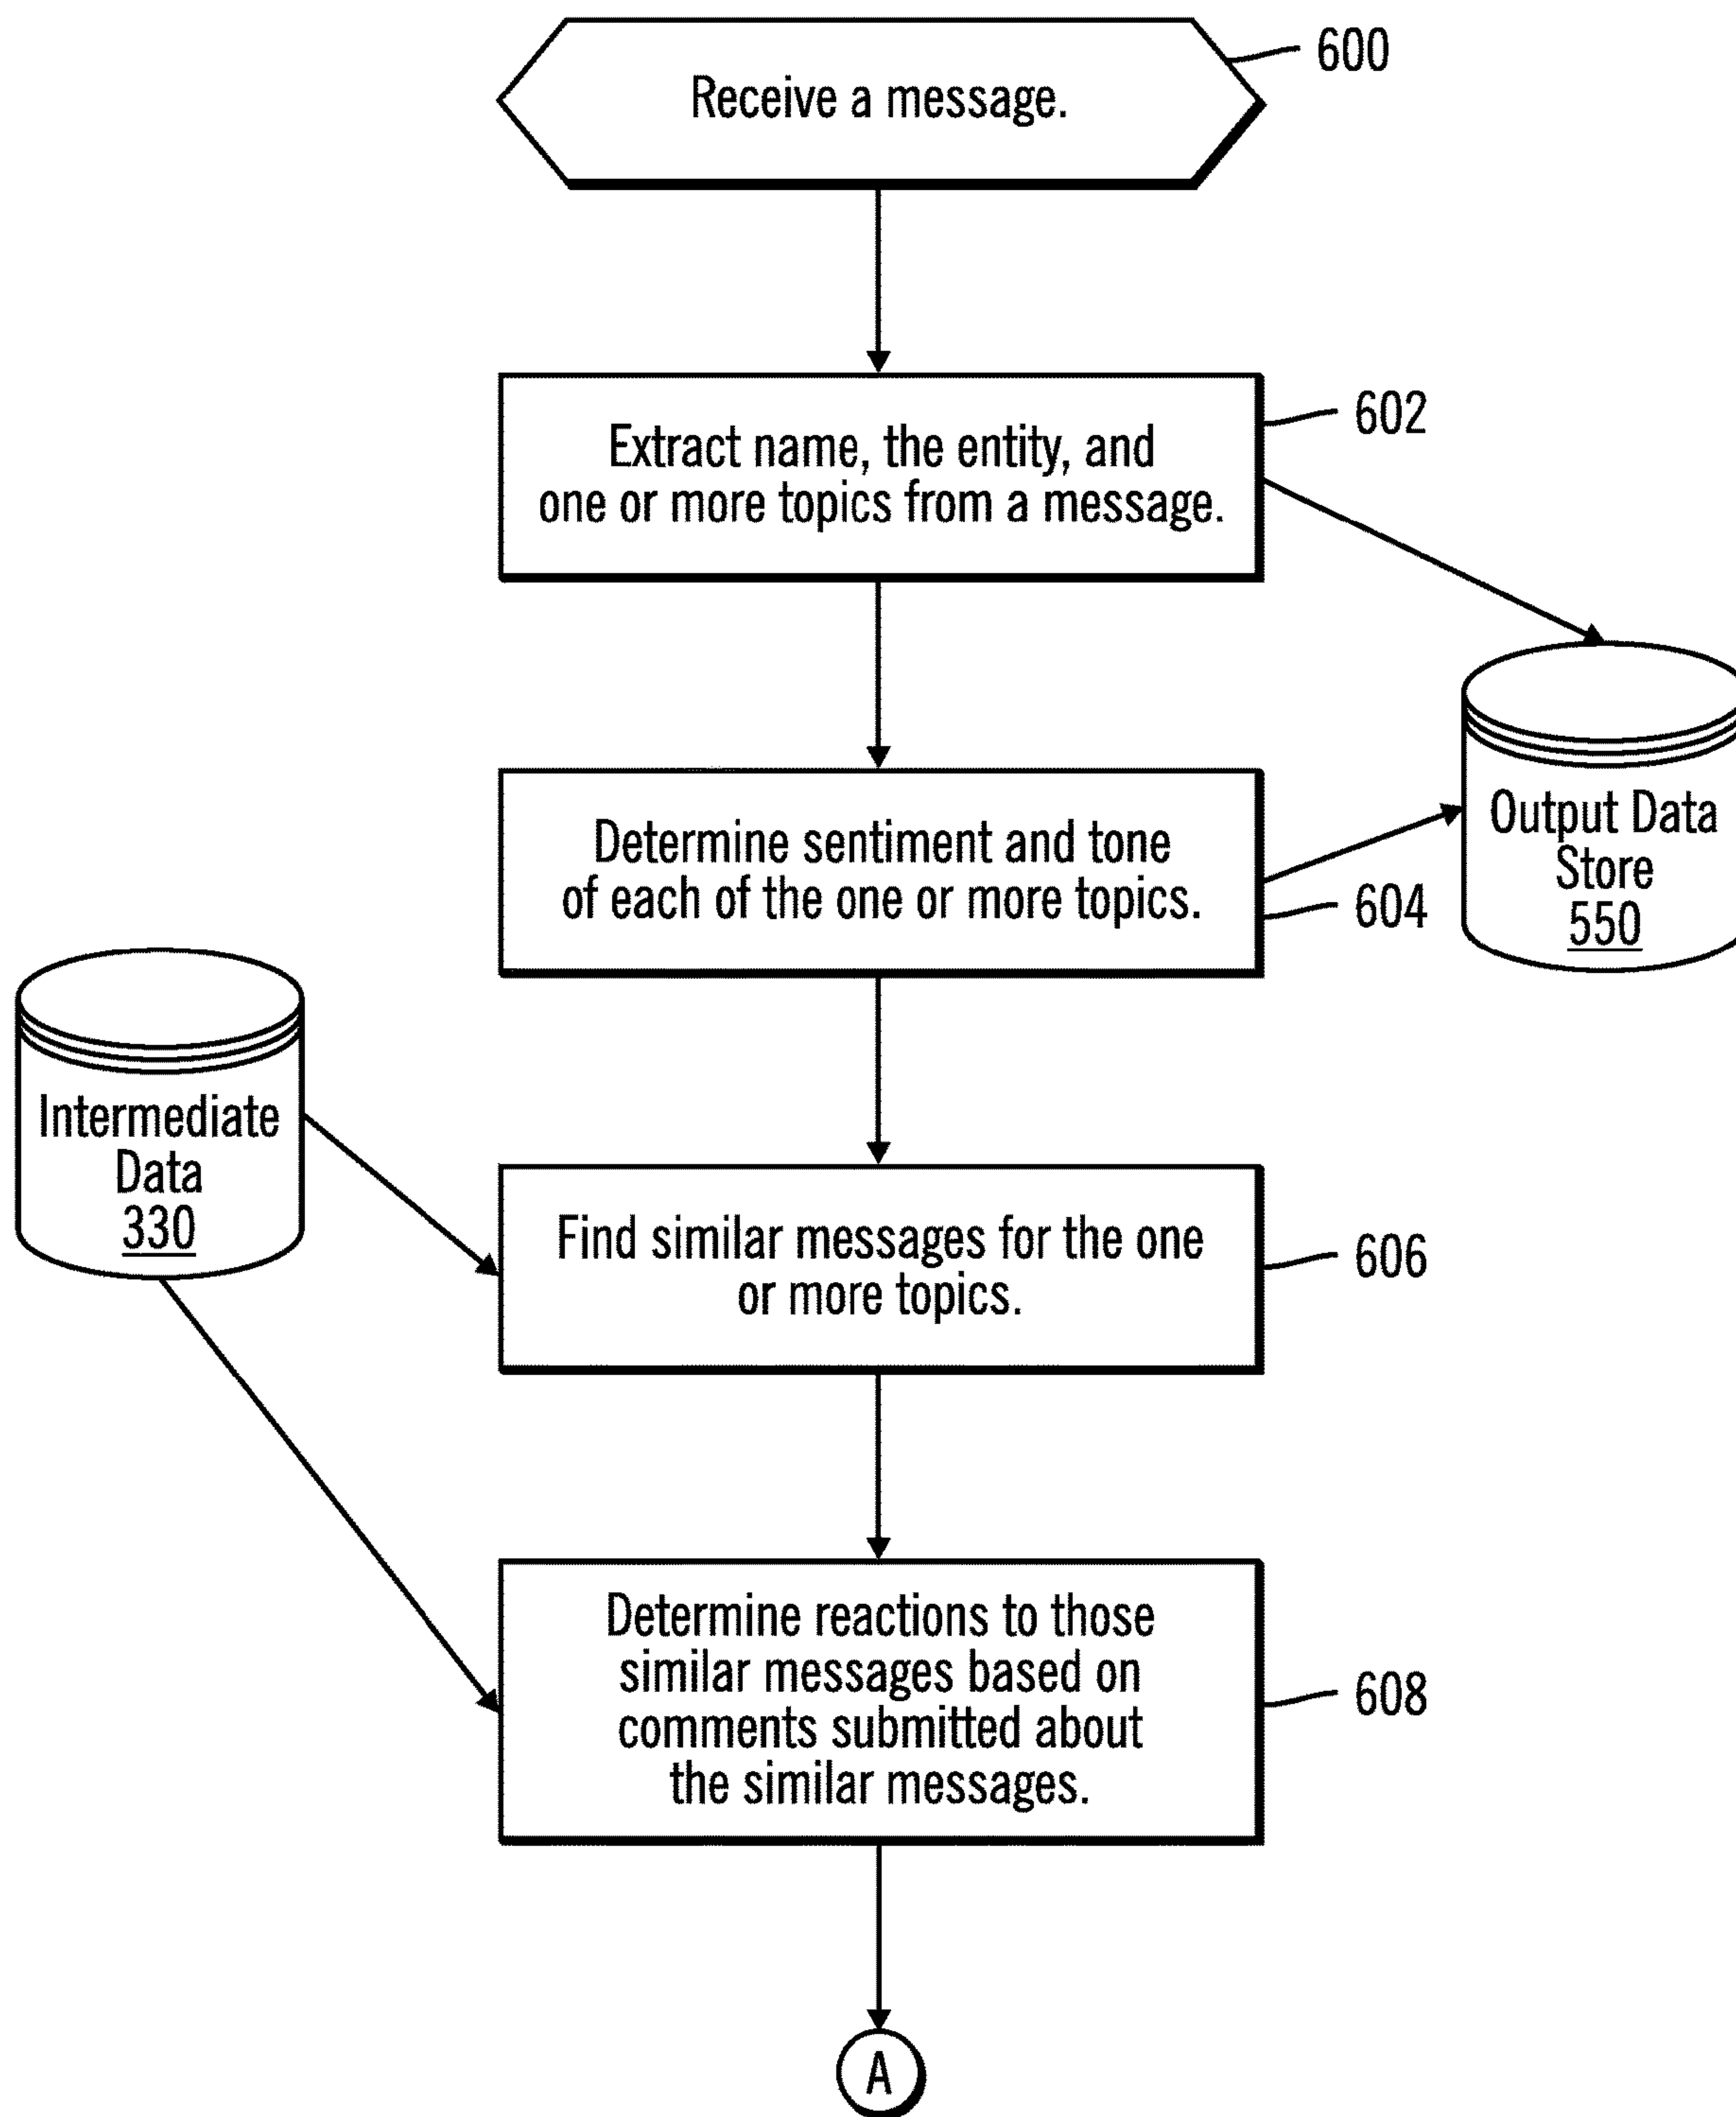 Receive a message.
600
Extract name, the entity, and
one or more topics from a message.
602
Determine sentiment and tone
of each of the one or more topics.
604
Output Data
Store
550
Intermediate
Data
330
Find similar messages for the one
or more topics.
606
Determine reactions to those
similar messages based on
comments submitted about
the similar messages.
608
A